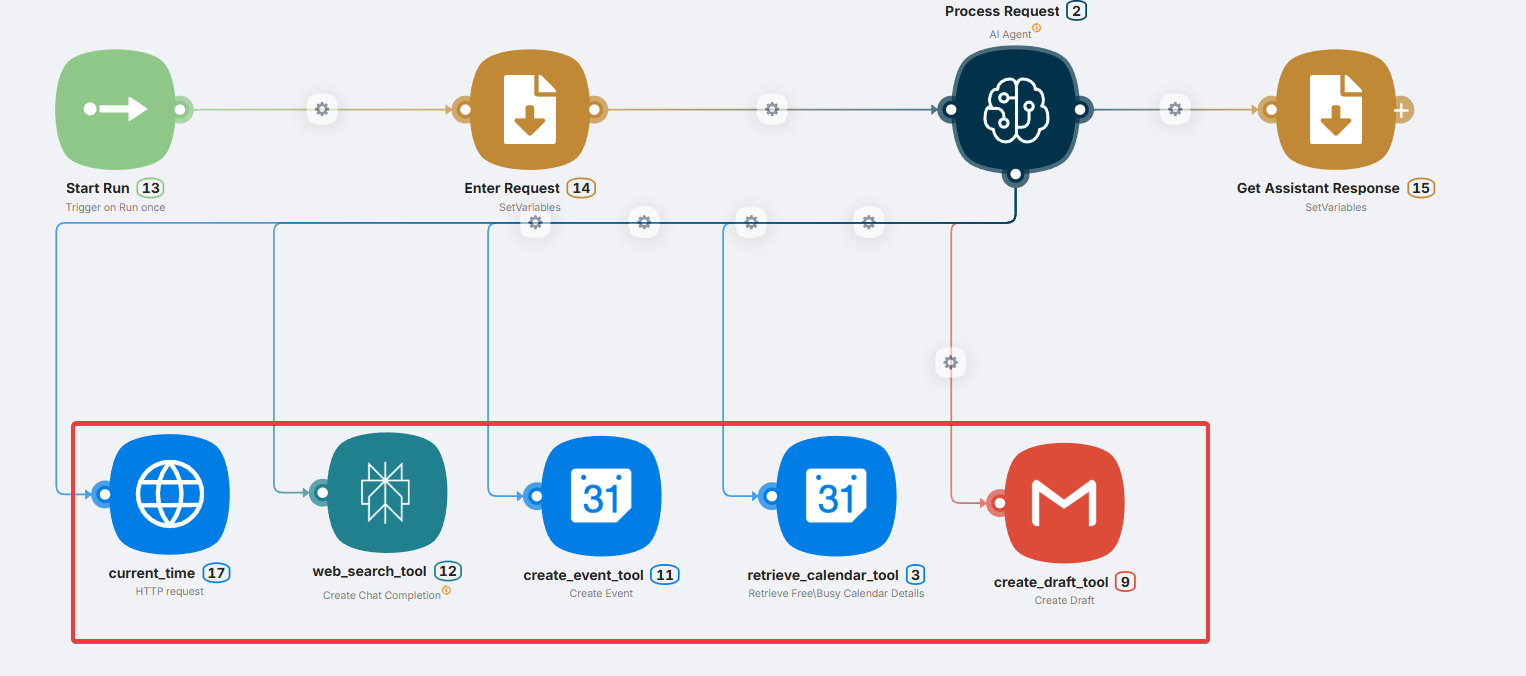 Process Request 2
AI Agent
Start Run 13
Trigger on Run once
Enter Request 14
SetVariables
Get Assistant Response 15
SetVariables
31
31
current_time 17
HTTP request
web_search_tool 12
Create Chat Completion
create_event_tool 11
Create Event
retrieve_calendar_tool 3
Retrieve Free\Busy Calendar Details
create_draft_tool 9
Create Draft